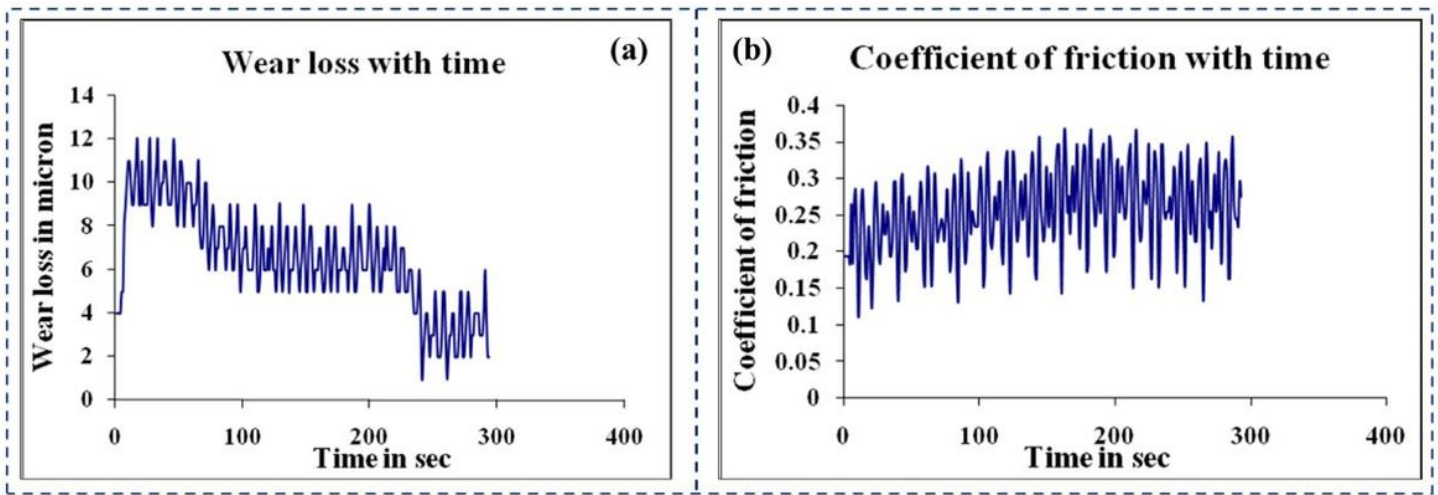 (a)
Wear loss with time
Wear loss in micron
14
12
10
8
6
4
2
0
0 100 200 300 400
Time in sec
(b)
Coefficient of friction with time
Coefficient of friction
0.4
0.35
0.3
0.25
0.2
0.15
0.1
0.05
0
0 100 200 300 400
Time in sec